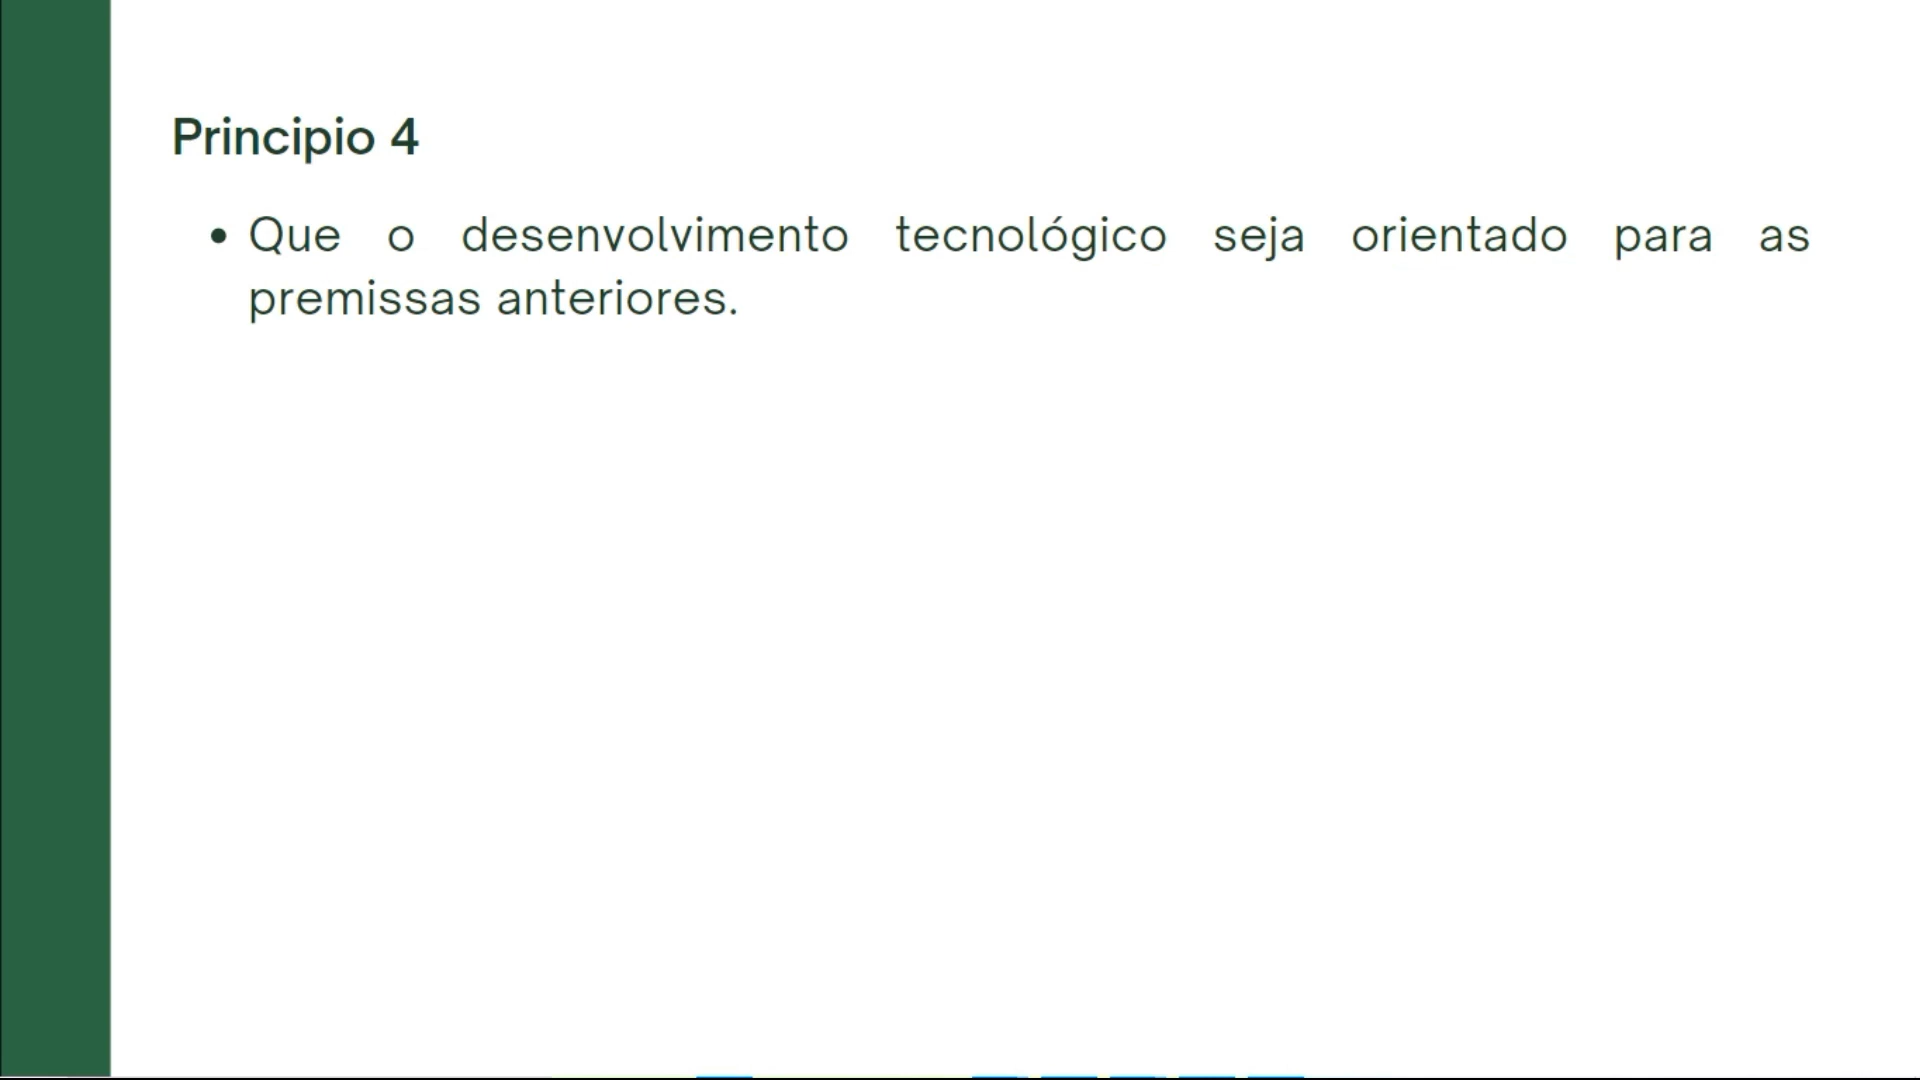 Principio 4
• Que o desenvolvimento tecnológico seja orientado para as
premissas anteriores.